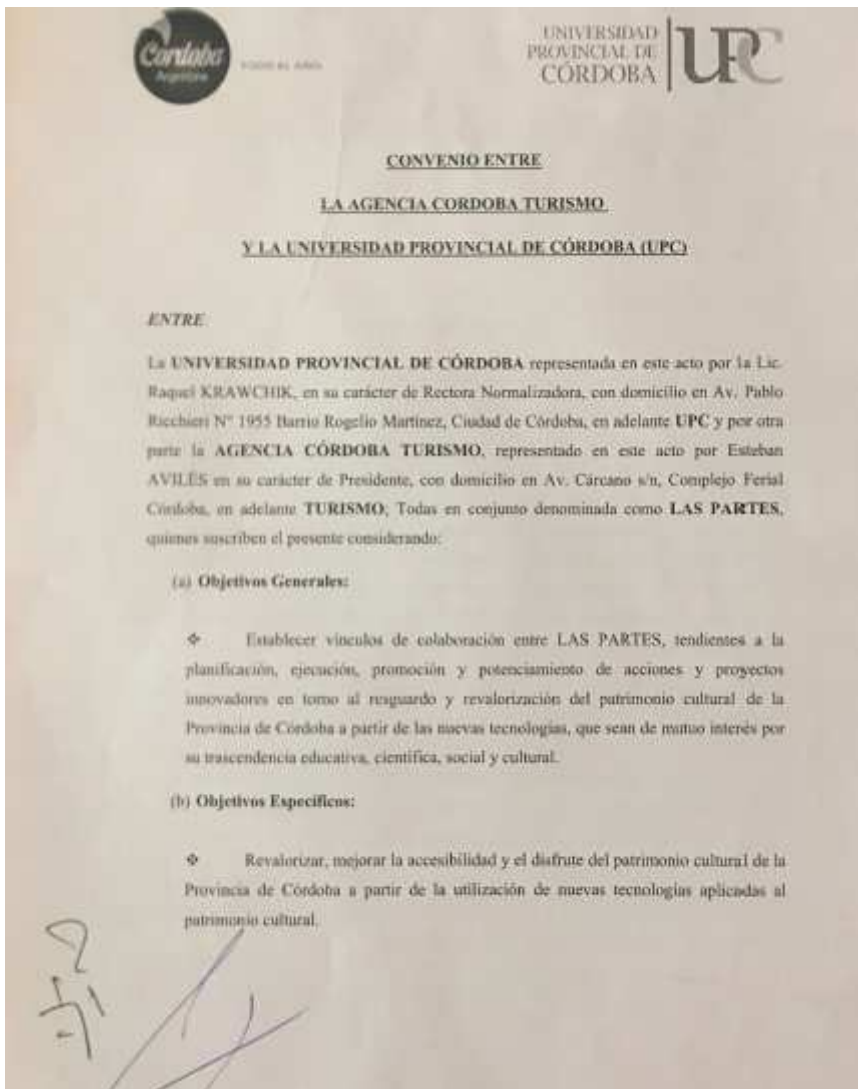 Córdoba
Argentina
TODO EL AÑO
UNIVERSIDAD
PROVINCIAL DE
CÓRDOBA
UPC
CONVENIO ENTRE
LA AGENCIA CORDOBA TURISMO
Y LA UNIVERSIDAD PROVINCIAL DE CÓRDOBA (UPC)
ENTRE
La UNIVERSIDAD PROVINCIAL DE CÓRDOBA representada en este acto por la Lic.
Raquel KRAWCHIK, en su carácter de Rectora Normalizadora, con domicilio en Av. Pablo
Ricchieri N° 1955 Barrio Rogelio Martínez, Ciudad de Córdoba, en adelante UPC y por otra
parte la AGENCIA CÓRDOBA TURISMO, representado en este acto por Esteban
AVILÉS en su carácter de Presidente, con domicilio en Av. Cárcano s/n, Complejo Ferial
Córdoba, en adelante TURISMO; Todas en conjunto denominada como LAS PARTES,
quienes suscriben el presente considerando:
(a) Objetivos Generales:
❖ Establecer vínculos de colaboración entre LAS PARTES, tendientes a la
planificación, ejecución, promoción y potenciamiento de acciones y proyectos
innovadores en torno al resguardo y revalorización del patrimonio cultural de la
Provincia de Córdoba a partir de las nuevas tecnologías, que sean de mutuo interés por
su trascendencia educativa, científica, social y cultural.
(b) Objetivos Específicos:
❖ Revalorizar, mejorar la accesibilidad y el disfrute del patrimonio cultural de la
Provincia de Córdoba a partir de la utilización de nuevas tecnologías aplicadas al
patrimonio cultural.